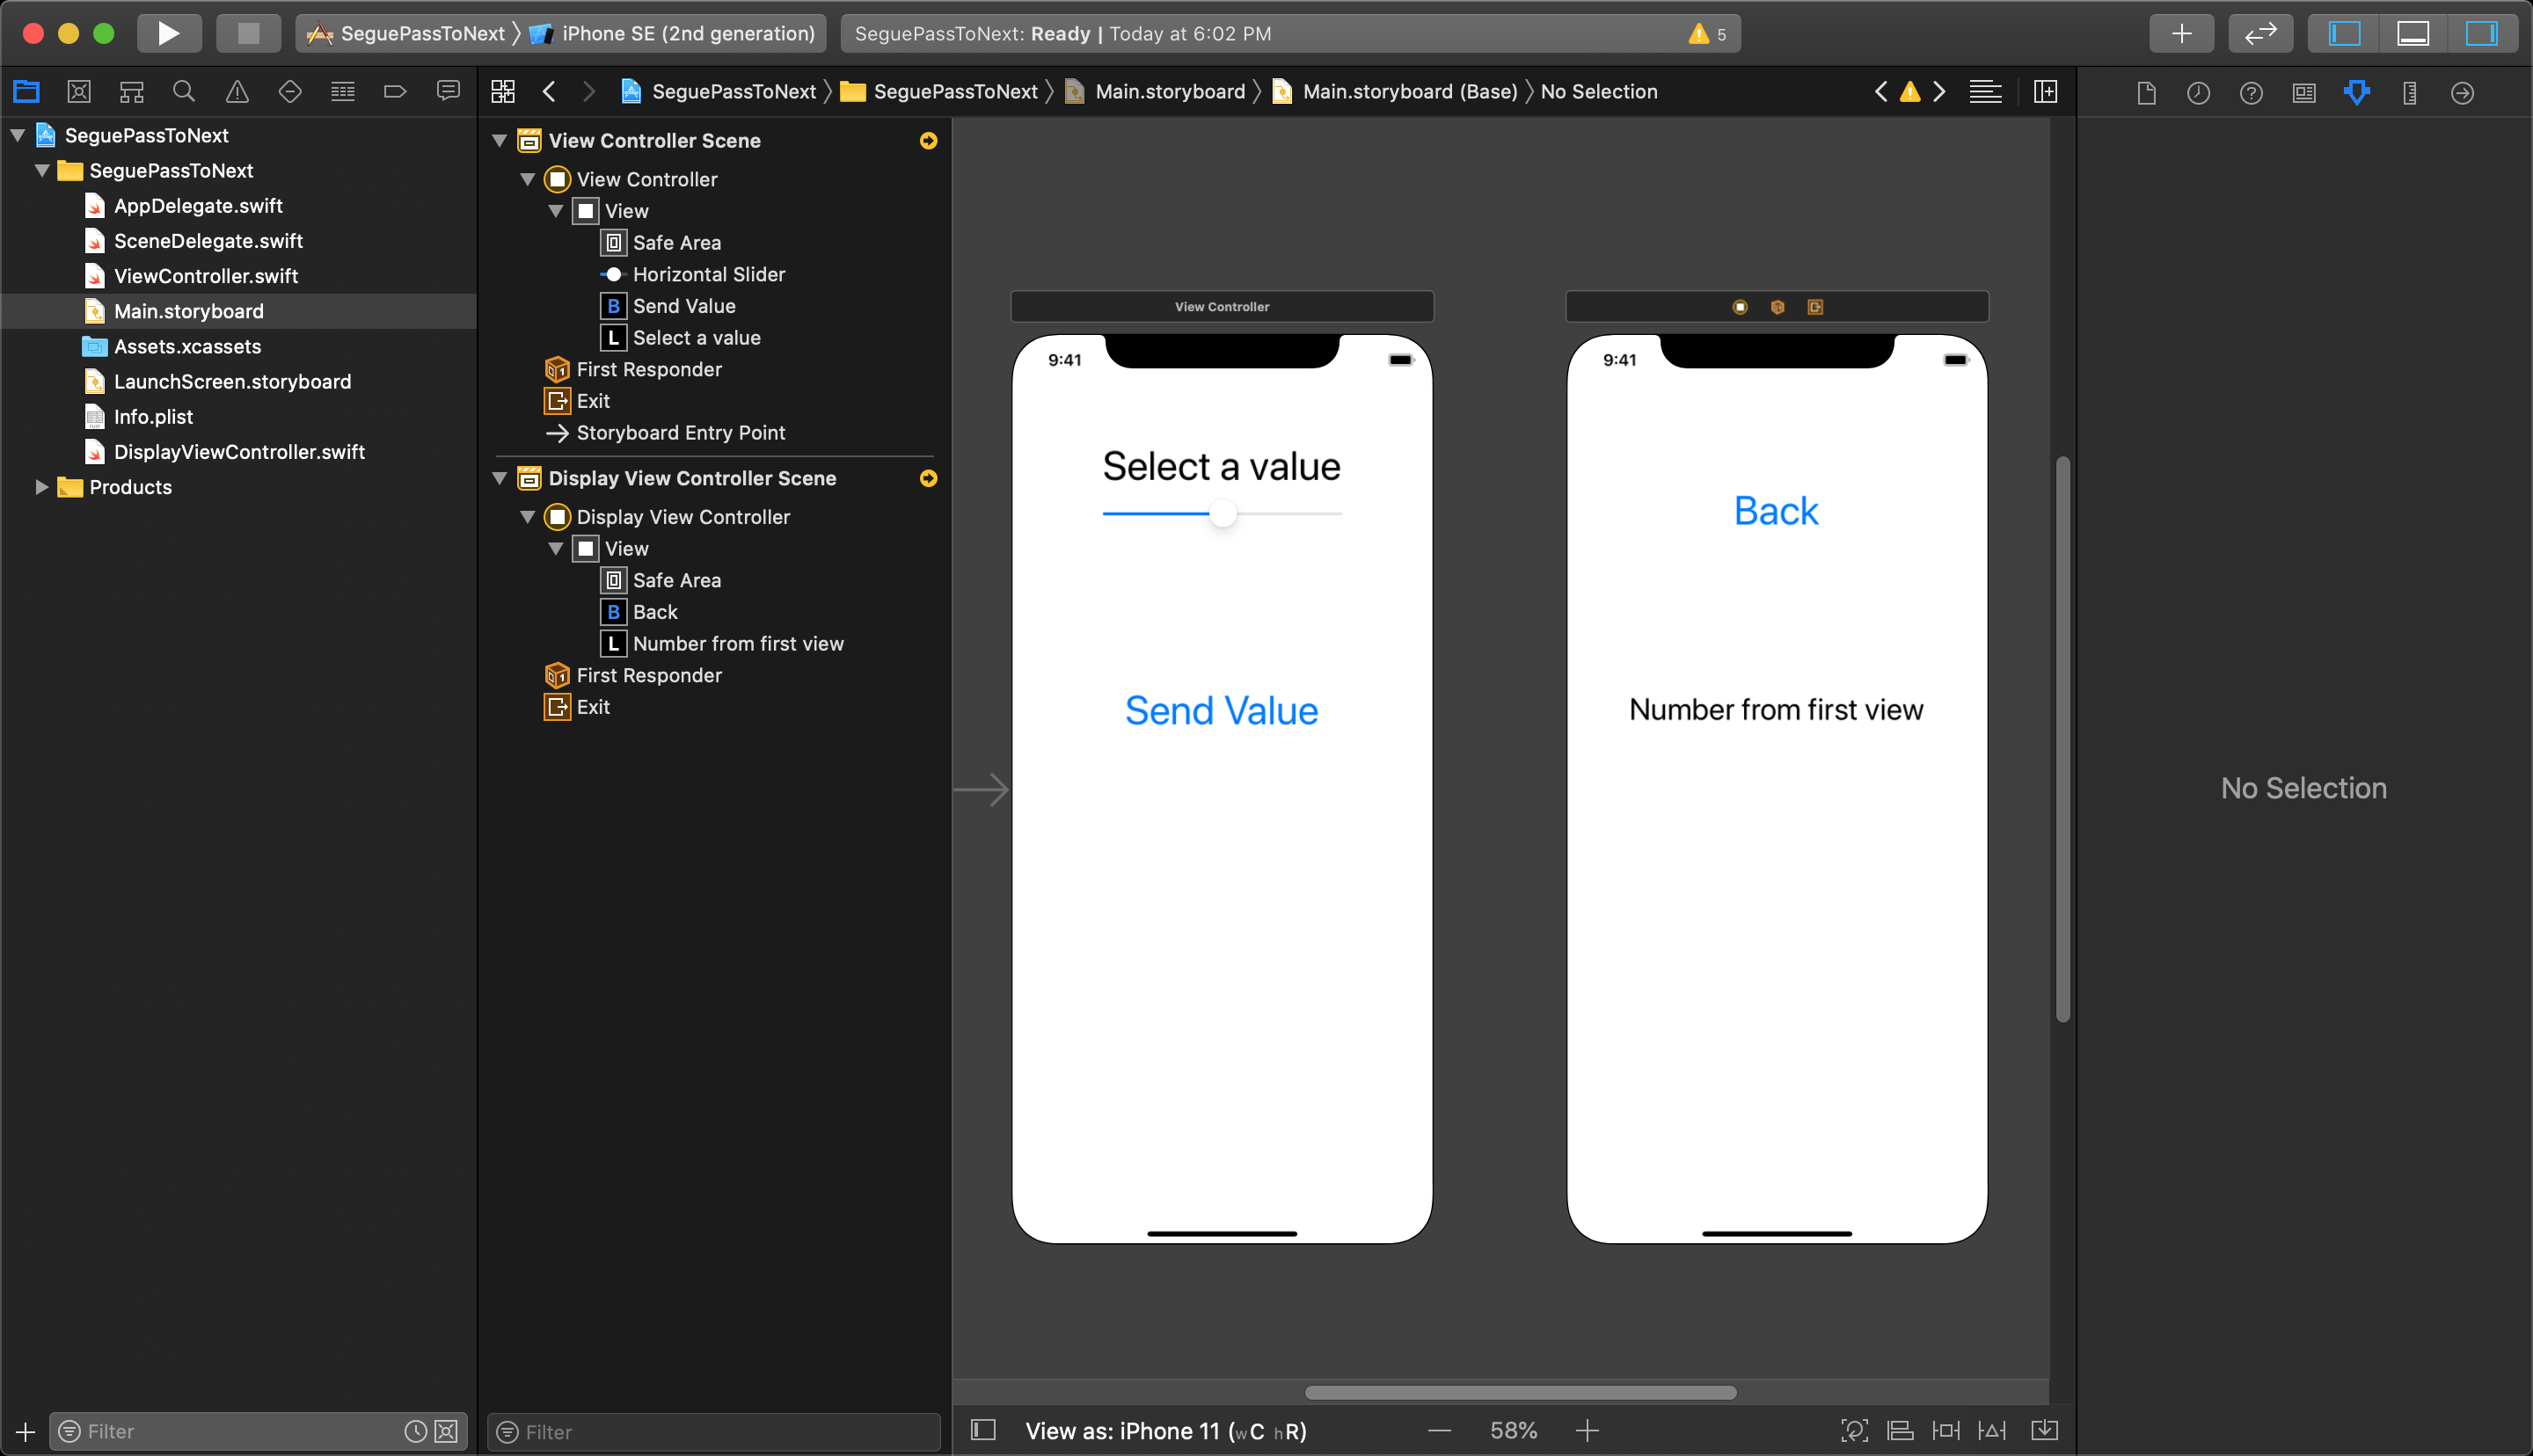 SeguePassToNext 〉 iPhone SE (2nd generation)
SeguePassToNext: Ready | Today at 6:02 PM
5
SeguePassToNext 〉 SeguePassToNext 〉 Main.storyboard 〉 Main.storyboard (Base) 〉 No Selection
SeguePassToNext
SeguePassToNext
AppDelegate.swift
SceneDelegate.swift
ViewController.swift
Main.storyboard
Assets.xcassets
LaunchScreen.storyboard
Info.plist
DisplayViewController.swift
Products
View Controller Scene
View Controller
View
Safe Area
Horizontal Slider
B Send Value
L Select a value
First Responder
Exit
Storyboard Entry Point
Display View Controller Scene
Display View Controller
View
Safe Area
B Back
L Number from first view
First Responder
Exit
View Controller
9:41
Select a value
Send Value
9:41
Back
Number from first view
No Selection
Filter
Filter
View as: iPhone 11 (wC hR)
58%